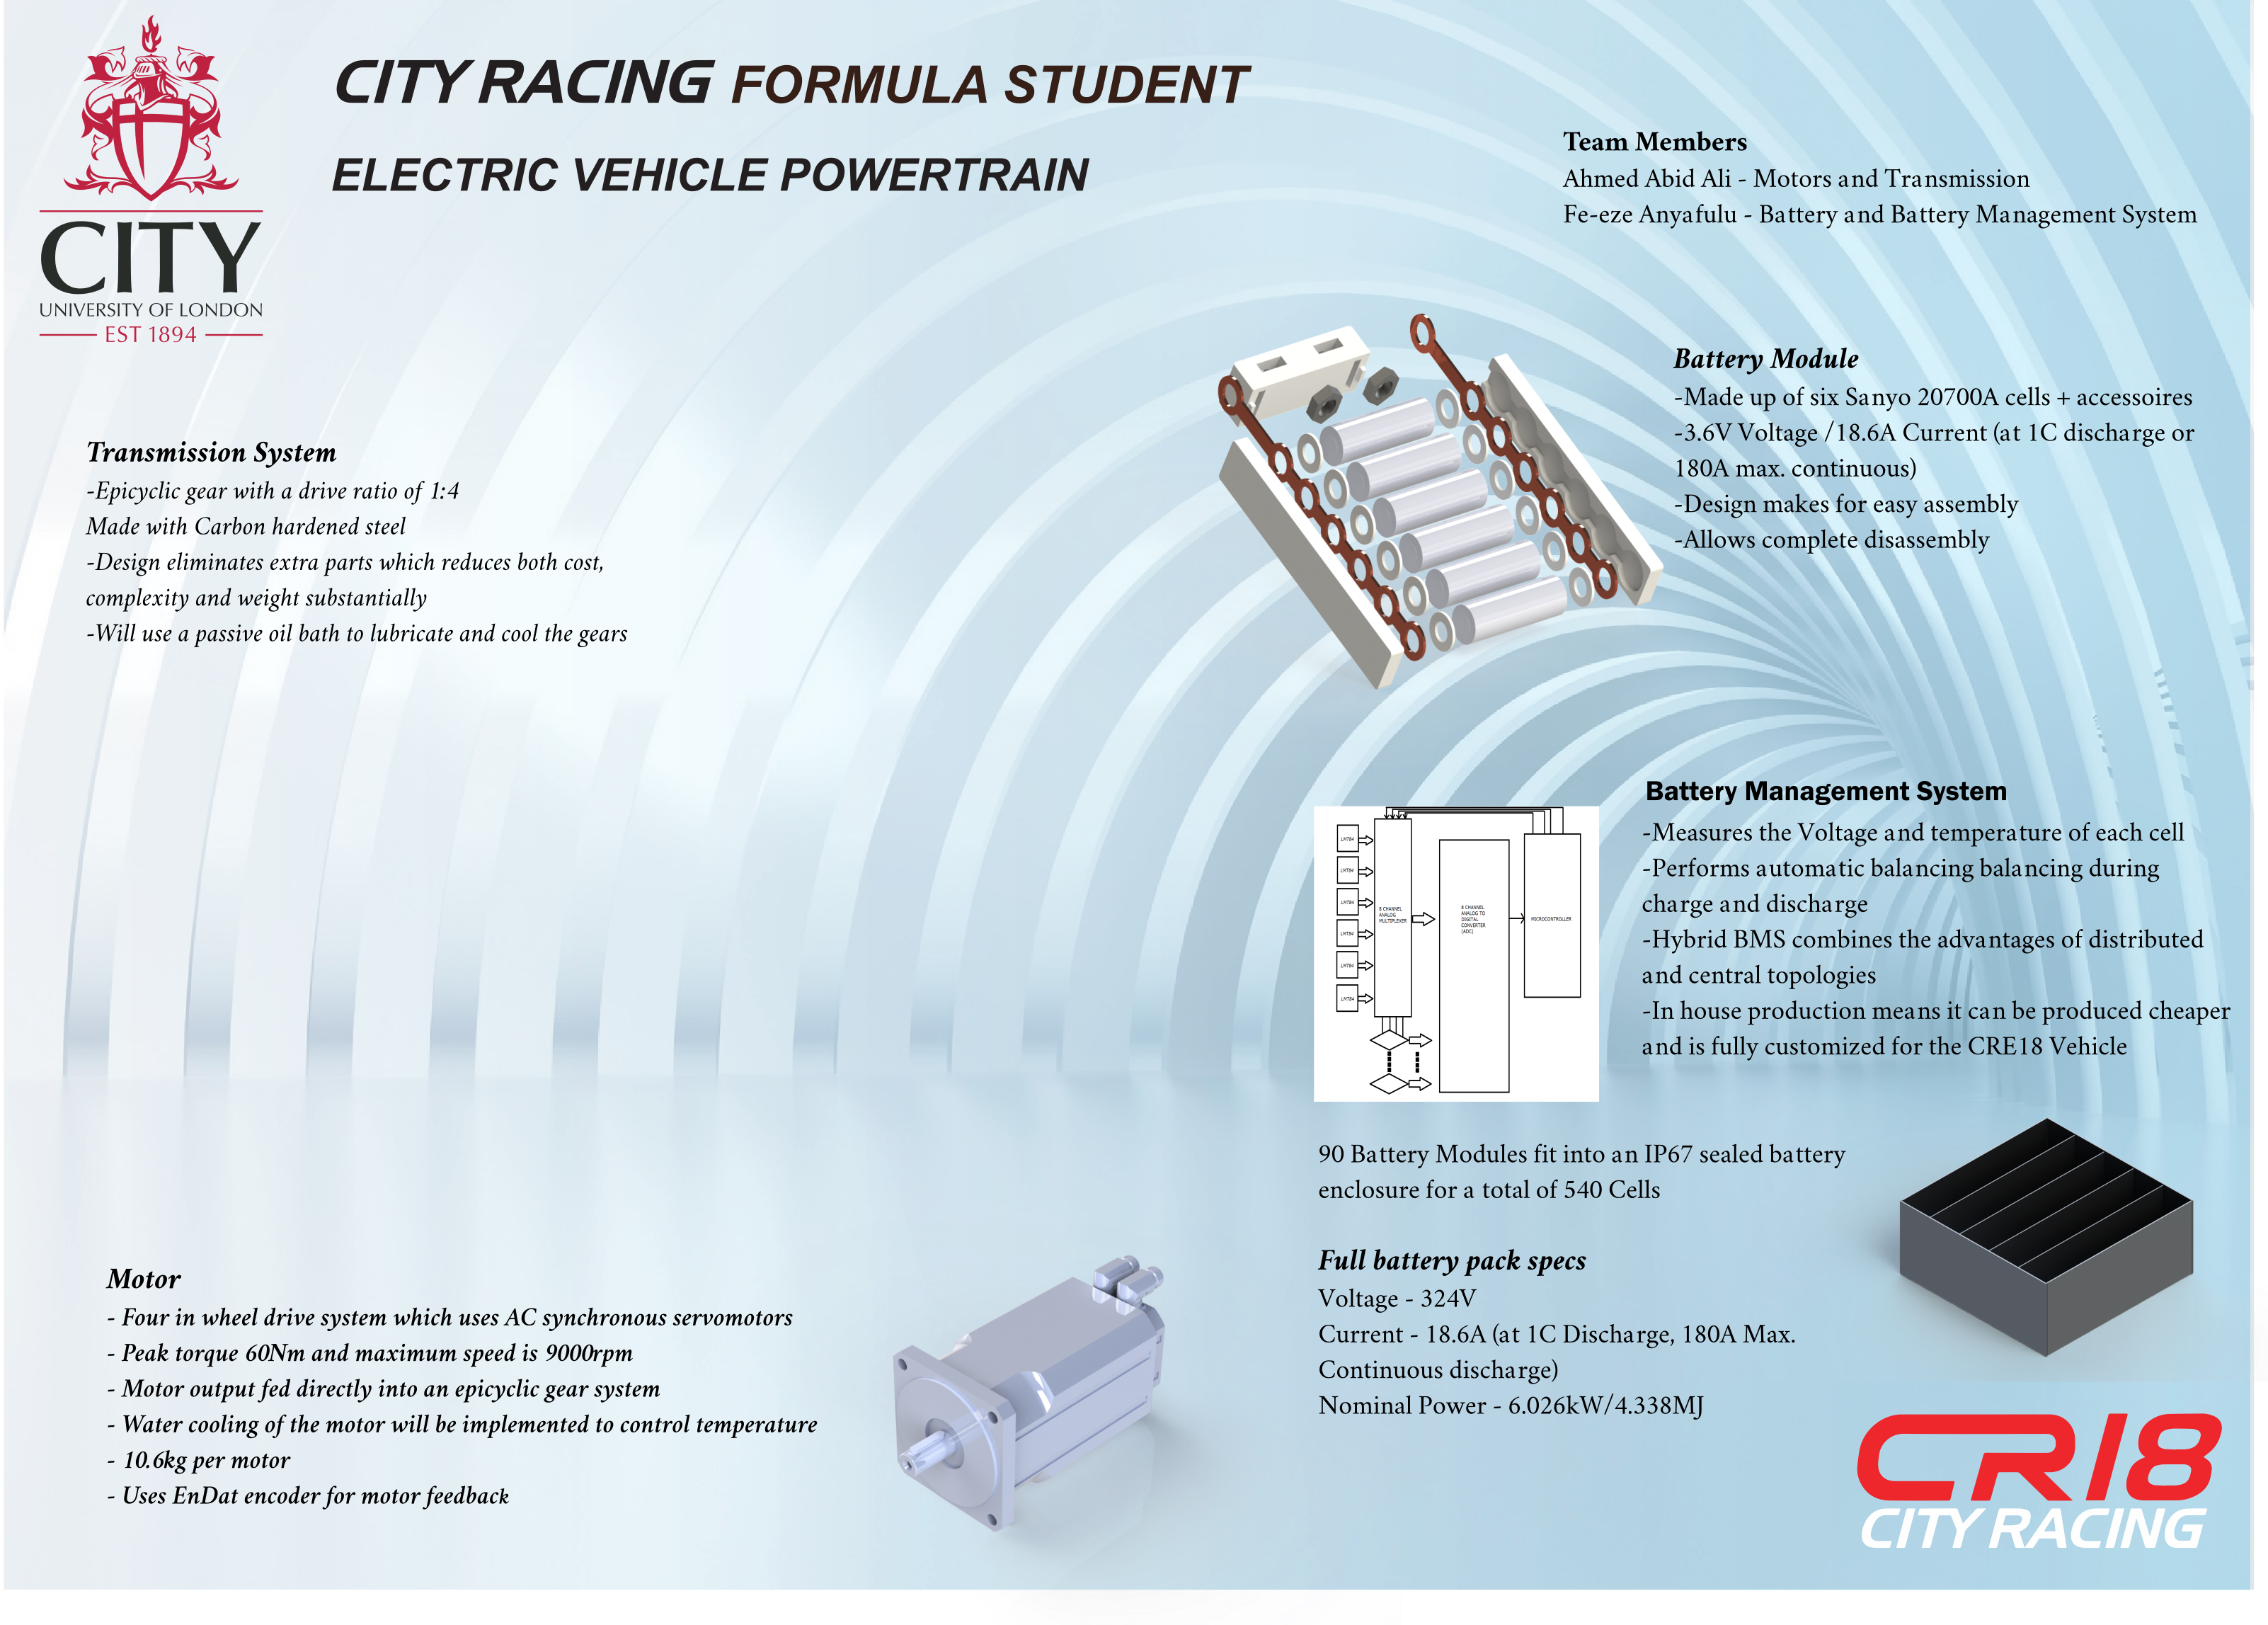 CITY
UNIVERSITY OF LONDON
EST 1894
CITY RACING FORMULA STUDENT
ELECTRIC VEHICLE POWERTRAIN
Team Members
Ahmed Abid Ali - Motors and Transmission
Fe-eze Anyafulu - Battery and Battery Management System
Battery Module
-Made up of six Sanyo 20700A cells + accessoires
-3.6V Voltage /18.6A Current (at 1C discharge or
180A max. continuous)
-Design makes for easy assembly
-Allows complete disassembly
Transmission System
-Epicyclic gear with a drive ratio of 1:4
Made with Carbon hardened steel
-Design eliminates extra parts which reduces both cost,
complexity and weight substantially
-Will use a passive oil bath to lubricate and cool the gears
Battery Management System
-Measures the Voltage and temperature of each cell
-Performs automatic balancing balancing during
charge and discharge
-Hybrid BMS combines the advantages of distributed
and central topologies
-In house production means it can be produced cheaper
and is fully customized for the CRE18 Vehicle
LMT84
LMT84
LMT84
LMT84
LMT84
LMT84
8 CHANNEL
ANALOG
MULTIPLEXER
8 CHANNEL
ANALOG TO
DIGITAL
CONVERTER
(ADC)
MICROCONTROLLER
90 Battery Modules fit into an IP67 sealed battery
enclosure for a total of 540 Cells
Full battery pack specs
Voltage - 324V
Current - 18.6A (at 1C Discharge, 180A Max.
Continuous discharge)
Nominal Power - 6.026kW/4.338MJ
Motor
- Four in wheel drive system which uses AC synchronous servomotors
- Peak torque 60Nm and maximum speed is 9000rpm
- Motor output fed directly into an epicyclic gear system
- Water cooling of the motor will be implemented to control temperature
- 10.6kg per motor
- Uses EnDat encoder for motor feedback
CR18
CITY RACING